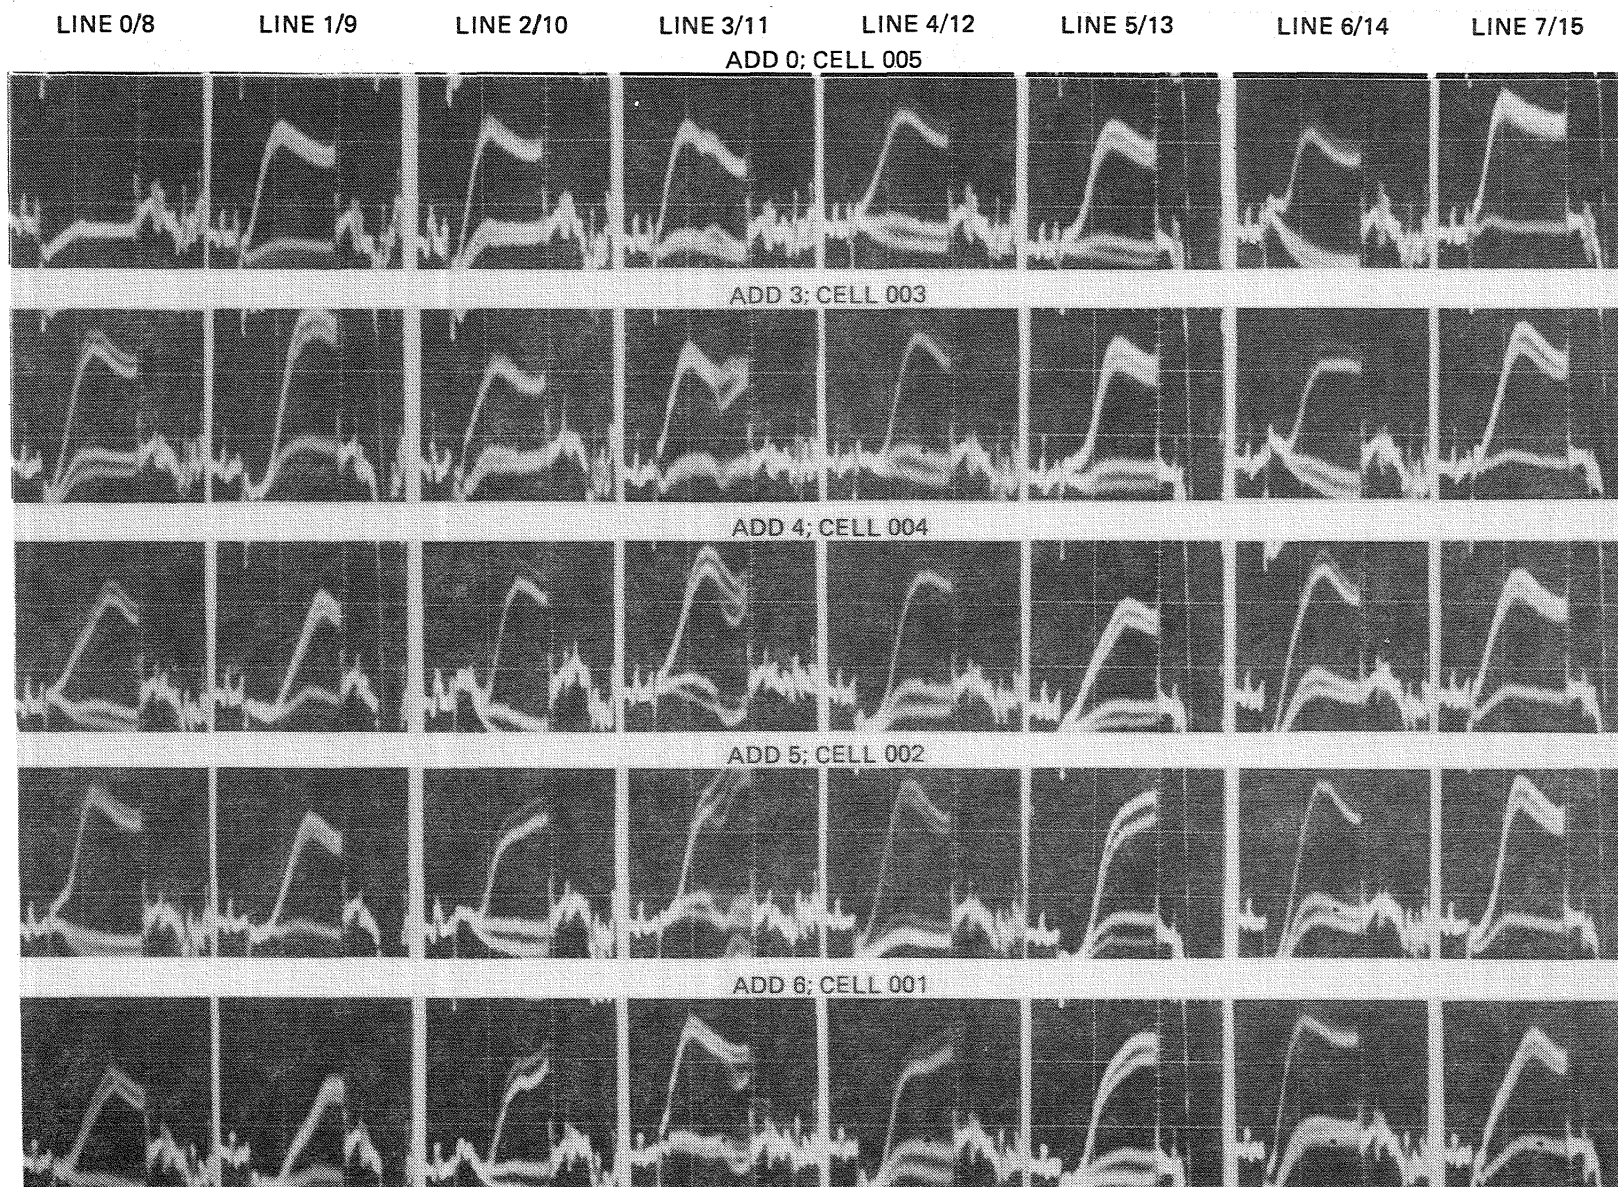 LINE 0/8 LINE 1/9 LINE 2/10 LINE 3/11 LINE 4/12 LINE 5/13 LINE 6/14 LINE 7/15
ADD 0; CELL 005
ADD 3; CELL 003
ADD 4; CELL 004
ADD 5; CELL 002
ADD 6; CELL 001